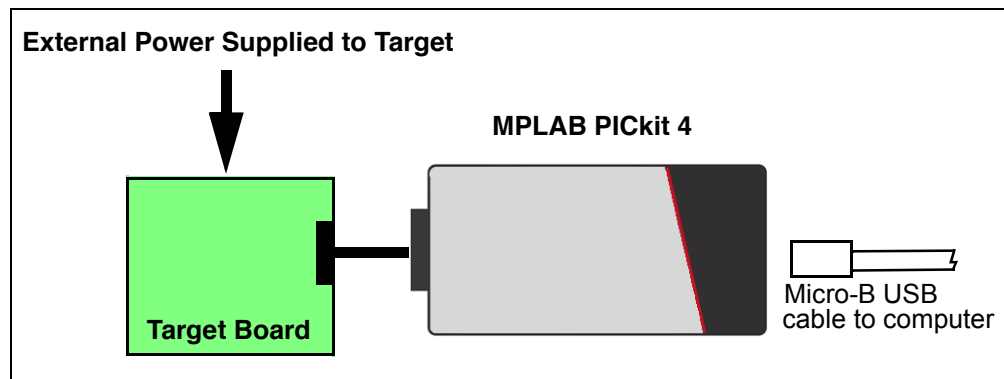 External Power Supplied to Target
MPLAB PICkit 4
Target Board
Micro-B USB
cable to computer